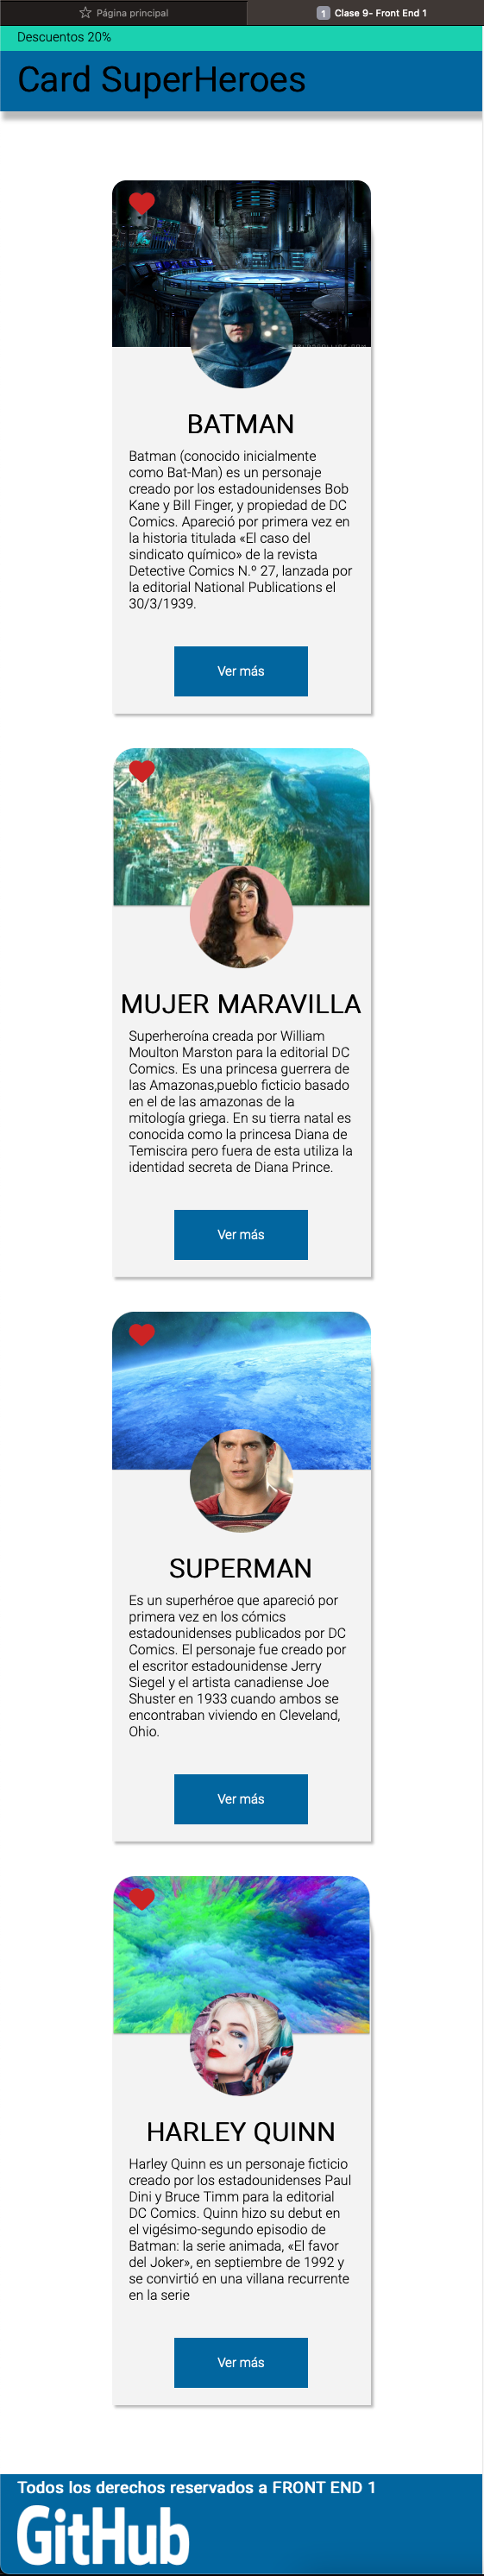 Página principal
1 Clase 9- Front End 1
Descuentos 20%
Card SuperHeroes
BATMAN
Batman (conocido inicialmente
como Bat-Man) es un personaje
creado por los estadounidenses Bob
Kane y Bill Finger, y propiedad de DC
Comics. Apareció por primera vez en
la historia titulada «El caso del
sindicato químico» de la revista
Detective Comics N.º 27, lanzada por
la editorial National Publications el
30/3/1939.
Ver más
MUJER MARAVILLA
Superheroína creada por William
Moulton Marston para la editorial DC
Comics. Es una princesa guerrera de
las Amazonas,pueblo ficticio basado
en el de las amazonas de la
mitología griega. En su tierra natal es
conocida como la princesa Diana de
Temiscira pero fuera de esta utiliza la
identidad secreta de Diana Prince.
Ver más
SUPERMAN
Es un superhéroe que apareció por
primera vez en los cómics
estadounidenses publicados por DC
Comics. El personaje fue creado por
el escritor estadounidense Jerry
Siegel y el artista canadiense Joe
Shuster en 1933 cuando ambos se
encontraban viviendo en Cleveland,
Ohio.
Ver más
HARLEY QUINN
Harley Quinn es un personaje ficticio
creado por los estadounidenses Paul
Dini y Bruce Timm para la editorial
DC Comics. Quinn hizo su debut en
el vigésimo-segundo episodio de
Batman: la serie animada, «El favor
del Joker», en septiembre de 1992 y
se convirtió en una villana recurrente
en la serie
Ver más
Todos los derechos reservados a FRONT END 1
GitHub